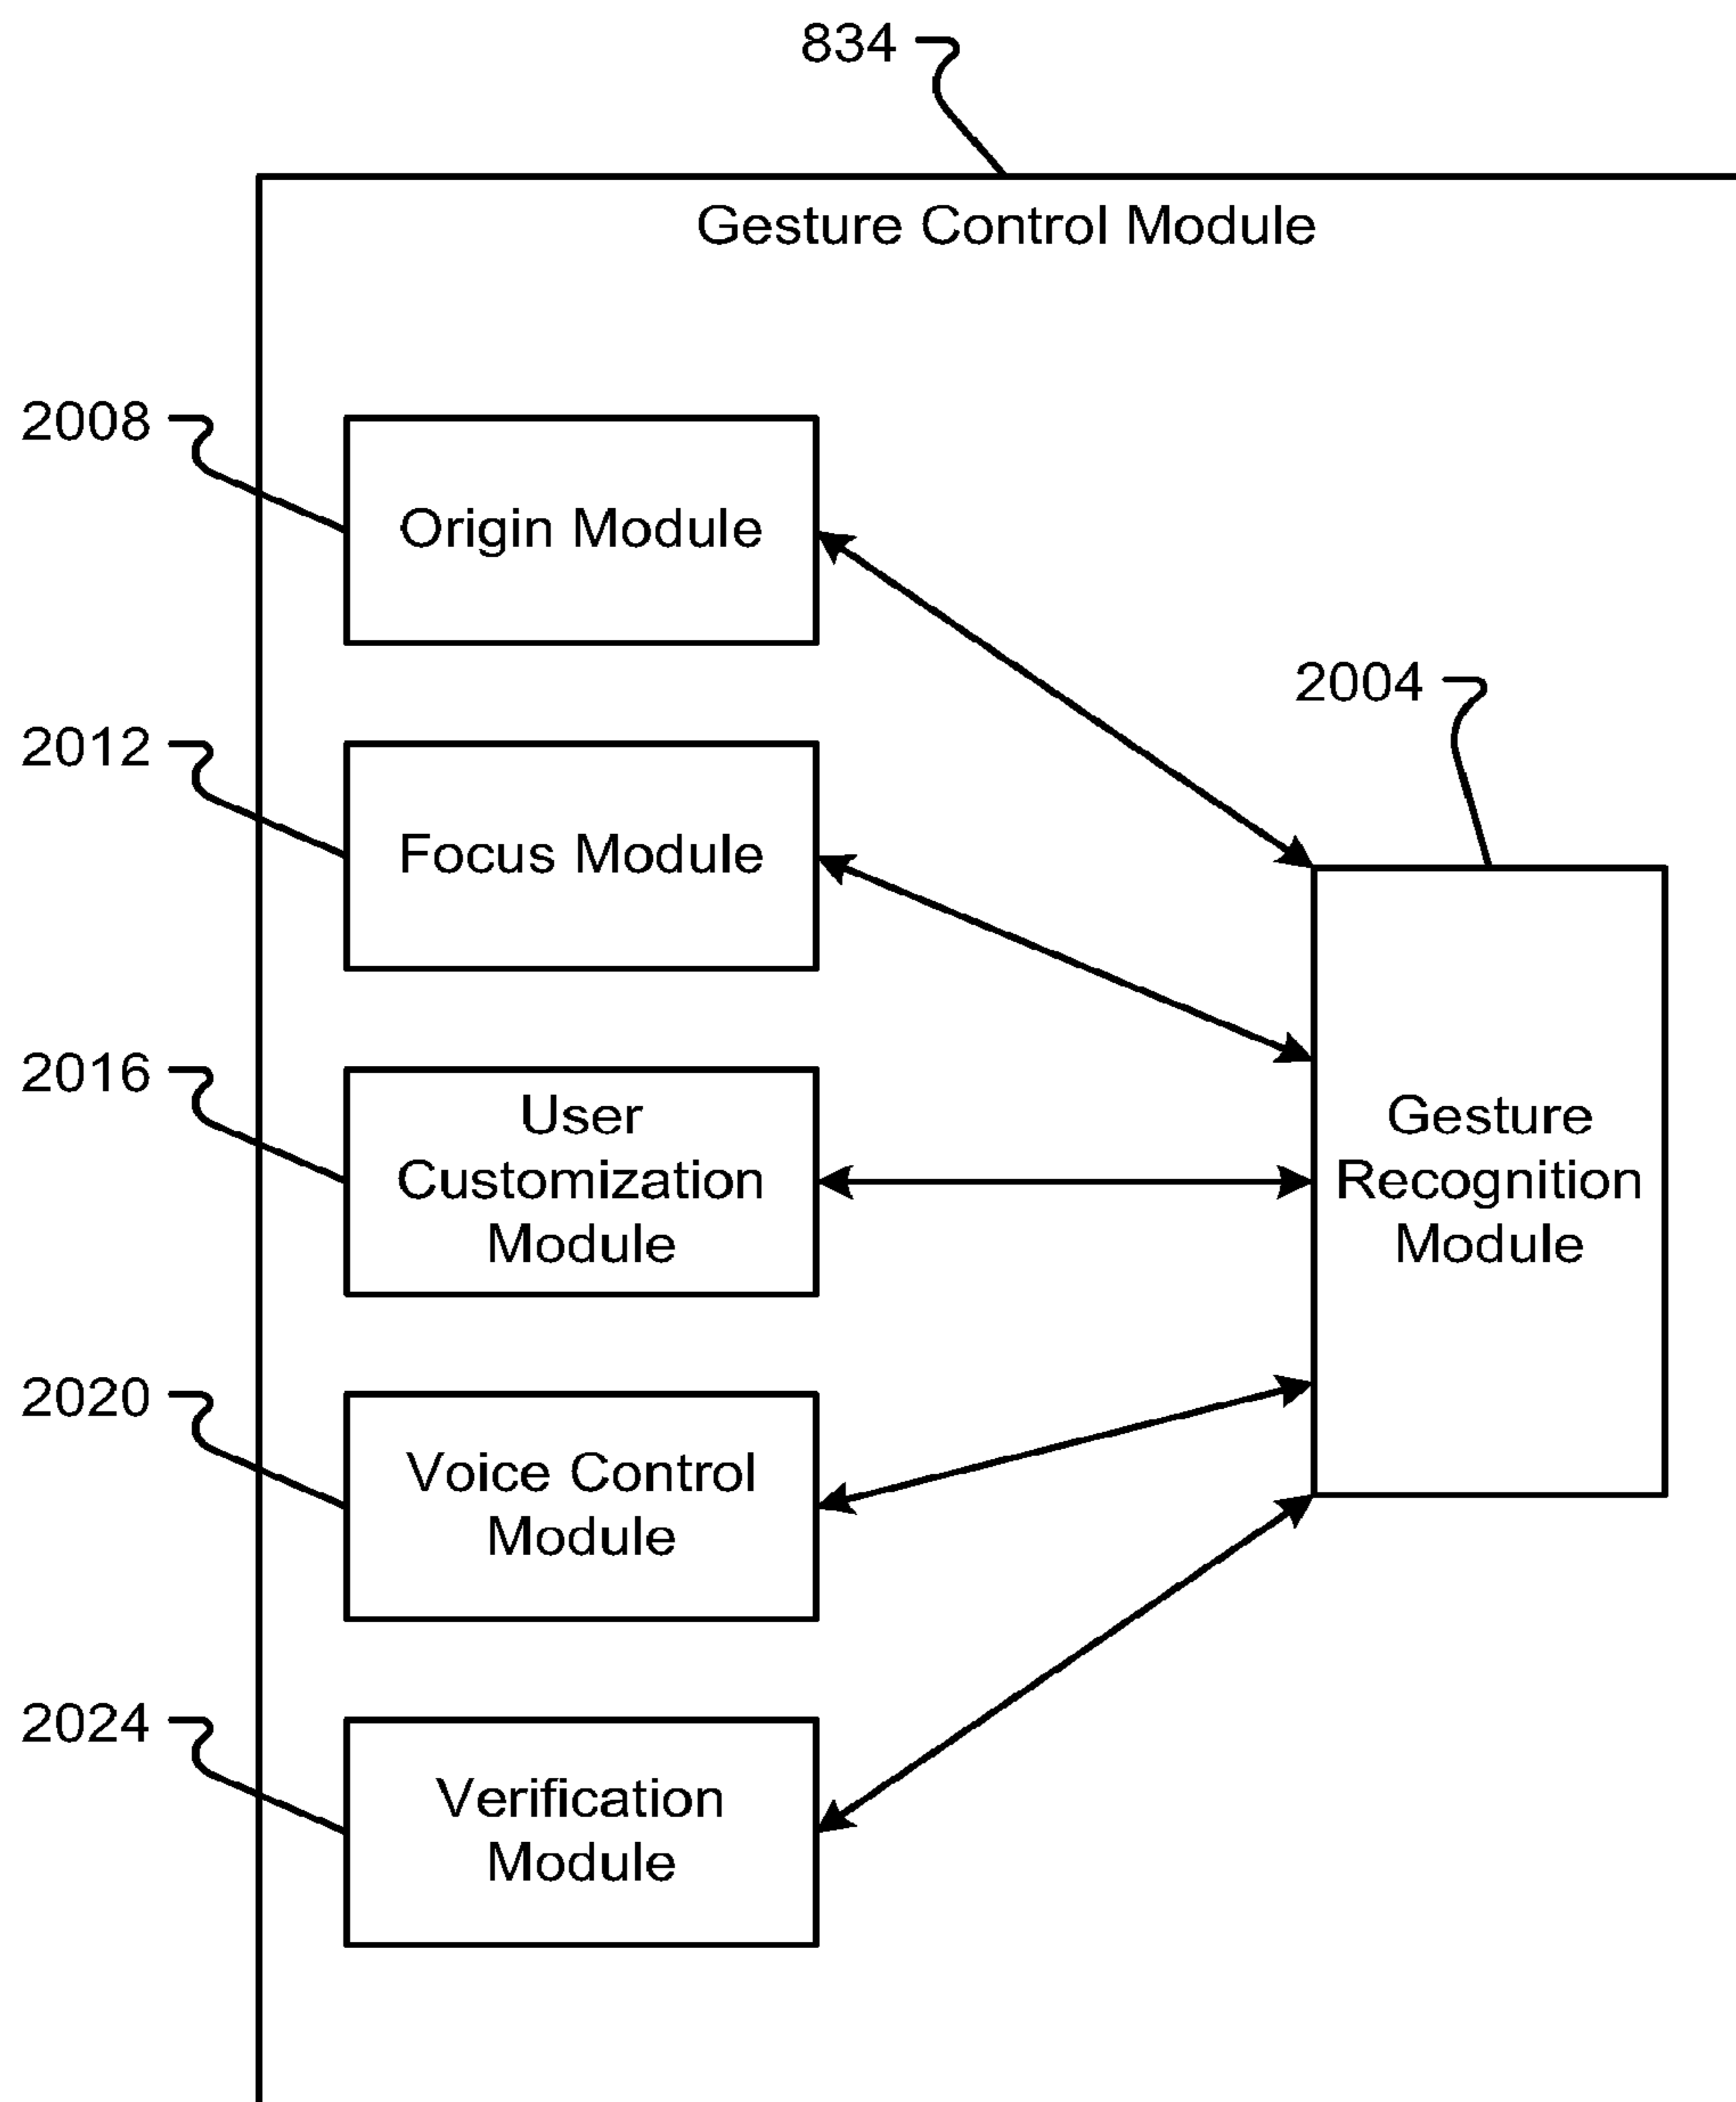 834
Gesture Control Module
2008
Origin Module
2004
2012
Focus Module
2016
User
Customization
Module
Gesture
Recognition
Module
2020
Voice Control
Module
2024
Verification
Module